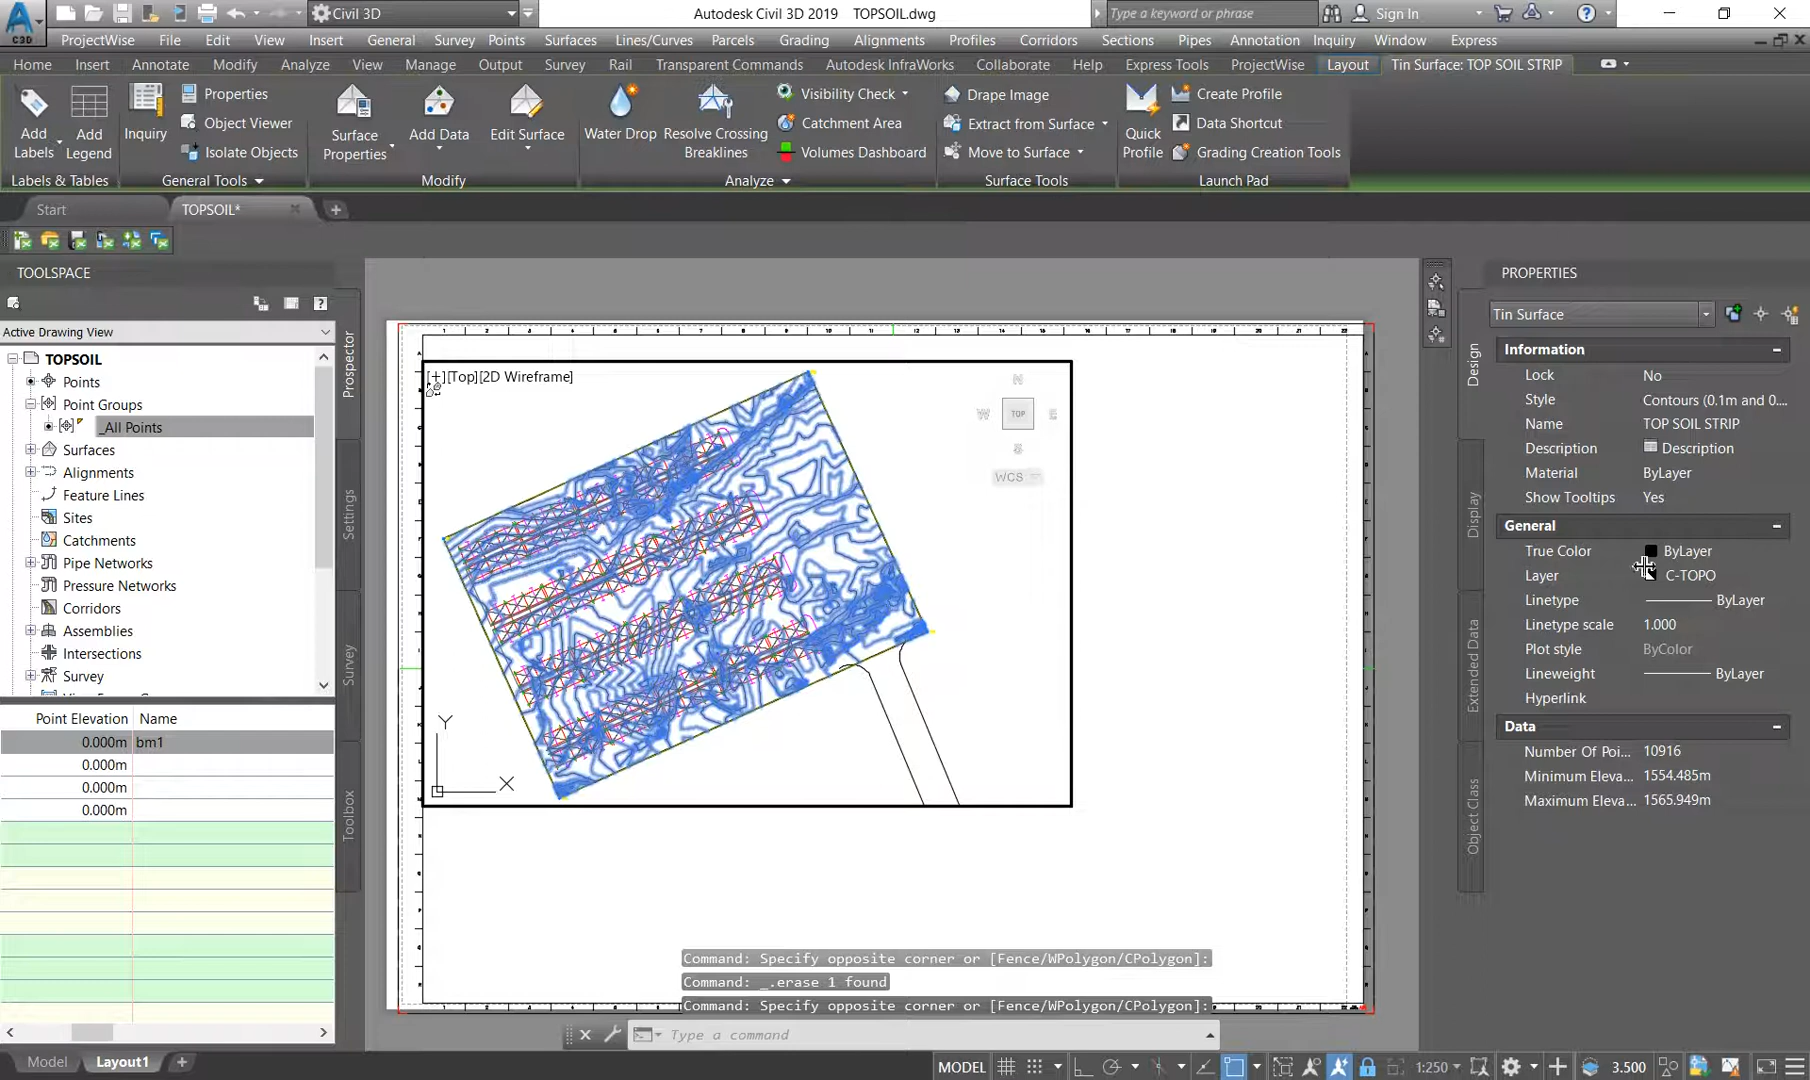 C3D
Civil 3D
Autodesk Civil 3D 2019 TOPSOIL.dwg
Type a keyword or phrase
Sign In
ProjectWise File Edit View Insert General Survey Points Surfaces Lines/Curves Parcels Grading Alignments Profiles Corridors Sections Pipes Annotation Inquiry Window Express
Home Insert Annotate Modify Analyze View Manage Output Survey Rail Transparent Commands Autodesk InfraWorks Collaborate Help Express Tools ProjectWise Layout Tin Surface: TOP SOIL STRIP
Add Labels
Add Legend
Labels & Tables
Inquiry
Properties
Object Viewer
Isolate Objects
General Tools
Surface Properties
Add Data
Edit Surface
Modify
Water Drop
Resolve Crossing Breaklines
Visibility Check
Catchment Area
Volumes Dashboard
Analyze
Drape Image
Extract from Surface
Move to Surface
Surface Tools
Quick Profile
Create Profile
Data Shortcut
Grading Creation Tools
Launch Pad
Start
TOPSOIL*
TOOLSPACE
Active Drawing View
TOPSOIL
Points
Point Groups
_All Points
Surfaces
Alignments
Feature Lines
Sites
Catchments
Pipe Networks
Pressure Networks
Corridors
Assemblies
Intersections
Survey
Prospector
Settings
Survey
Toolbox
Point Elevation Name
0.000m bm1
0.000m
0.000m
0.000m
[+][Top][2D Wireframe]
N
W TOP E
S
WCS
Y
X
Command: Specify opposite corner or [Fence/WPolygon/CPolygon]:
Command: _.erase 1 found
Command: Specify opposite corner or [Fence/WPolygon/CPolygon]:
Type a command
PROPERTIES
Tin Surface
Design
Display
Extended Data
Object Class
Information
Lock No
Style Contours (0.1m and 0....
Name TOP SOIL STRIP
Description Description
Material ByLayer
Show Tooltips Yes
General
True Color ByLayer
Layer C-TOPO
Linetype ByLayer
Linetype scale 1.000
Plot style ByColor
Lineweight ByLayer
Hyperlink
Data
Number Of Poi... 10916
Minimum Eleva... 1554.485m
Maximum Eleva... 1565.949m
Model Layout1
MODEL
1:250
3.500